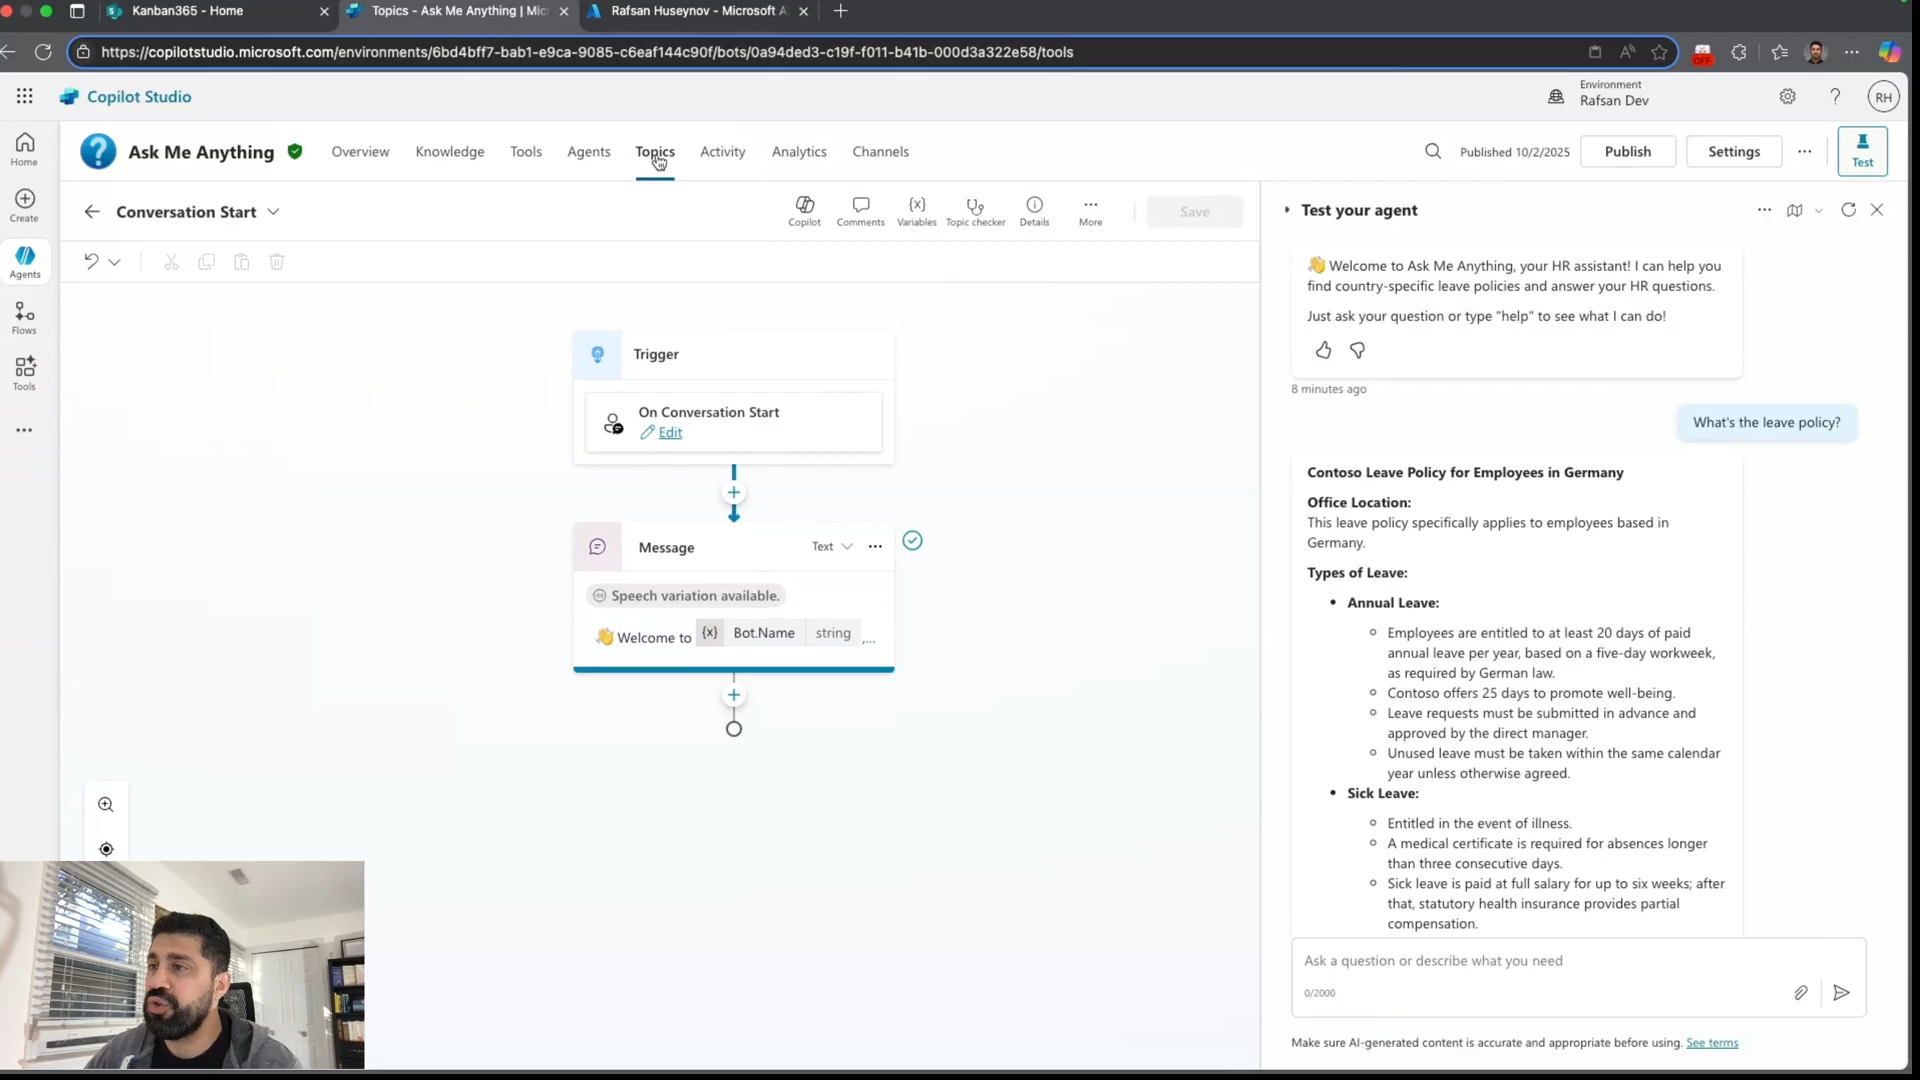 Kanban365 - Home
Topics - Ask Me Anything | Mic
Rafsan Huseynov - Microsoft A
https://copilotstudio.microsoft.com/environments/6bd4bff7-bab1-e9ca-9085-c6eaf144c90f/bots/0a94ded3-c19f-f011-b41b-000d3a322e58/tools
OFF
Copilot Studio
Environment
Rafsan Dev
RH
Home
Create
Agents
Flows
Tools
Ask Me Anything
Overview
Knowledge
Tools
Agents
Topics
Activity
Analytics
Channels
Published 10/2/2025
Publish
Settings
Test
Conversation Start
Copilot
Comments
{x}
Variables
Topic checker
Details
More
Save
Trigger
On Conversation Start
Edit
Message
Text
Speech variation available.
👋 Welcome to {x} Bot.Name string ,...
Test your agent
👋 Welcome to Ask Me Anything, your HR assistant! I can help you
find country-specific leave policies and answer your HR questions.
Just ask your question or type "help" to see what I can do!
8 minutes ago
What's the leave policy?
Contoso Leave Policy for Employees in Germany
Office Location:
This leave policy specifically applies to employees based in
Germany.
Types of Leave:
• Annual Leave:
○ Employees are entitled to at least 20 days of paid
annual leave per year, based on a five-day workweek,
as required by German law.
○ Contoso offers 25 days to promote well-being.
○ Leave requests must be submitted in advance and
approved by the direct manager.
○ Unused leave must be taken within the same calendar
year unless otherwise agreed.
• Sick Leave:
○ Entitled in the event of illness.
○ A medical certificate is required for absences longer
than three consecutive days.
○ Sick leave is paid at full salary for up to six weeks; after
that, statutory health insurance provides partial
compensation.
Ask a question or describe what you need
0/2000
Make sure AI-generated content is accurate and appropriate before using. See terms